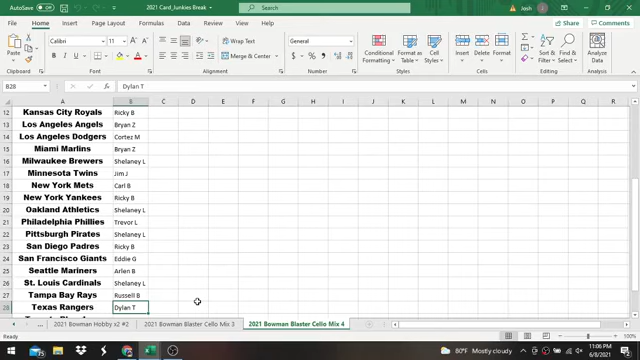 AutoSave Off 2021 Card_Junkies Break Search Josh
File Home Insert Page Layout Formulas Data Review View Help Share Comments
Calibri 11 Wrap Text General
Paste B I U Merge & Center $ % Conditional Formatting Format as Table Cell Styles Insert Delete Format Sort & Filter Find & Select Analyze Data
Clipboard Font Alignment Number Styles Cells Editing Analysis
B28 fx Dylan T
A B C D E F G H I J K L M N O P Q R
12 Kansas City Royals Ricky B
13 Los Angeles Angels Bryan Z
14 Los Angeles Dodgers Cortez M
15 Miami Marlins Bryan Z
16 Milwaukee Brewers Shelaney L
17 Minnesota Twins Jim J
18 New York Mets Carl B
19 New York Yankees Ricky B
20 Oakland Athletics Shelaney L
21 Philadelphia Phillies Trevor L
22 Pittsburgh Pirates Shelaney L
23 San Diego Padres Ricky B
24 San Francisco Giants Eddie G
25 Seattle Mariners Arlen B
26 St. Louis Cardinals Shelaney L
27 Tampa Bay Rays Russell B
28 Texas Rangers Dylan T
... 2021 Bowman Hobby x2 #2 2021 Bowman Blaster Cello Mix 3 2021 Bowman Blaster Cello Mix 4
100%
80°F 11:06 PM
6/8/2021